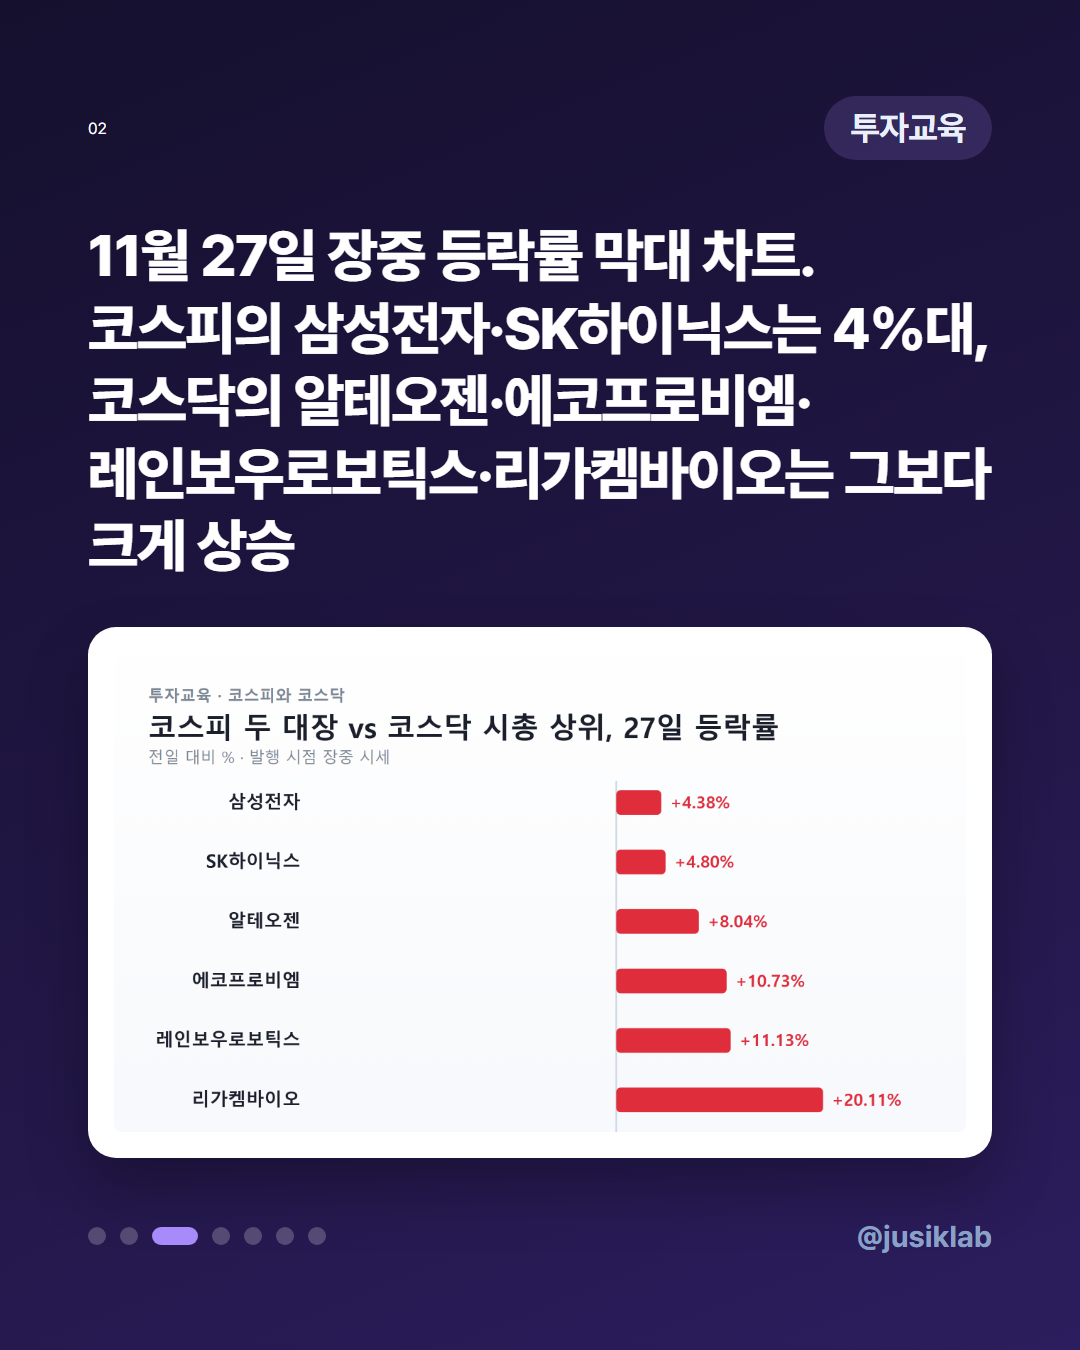 02
투자교육
11월 27일 장중 등락률 막대 차트.
코스피의 삼성전자·SK하이닉스는 4%대,
코스닥의 알테오젠·에코프로비엠·
레인보우로보틱스·리가켐바이오는 그보다
크게 상승
투자교육 · 코스피와 코스닥
코스피 두 대장 vs 코스닥 시총 상위, 27일 등락률
전일 대비 % · 발행 시점 장중 시세
삼성전자 +4.38%
SK하이닉스 +4.80%
알테오젠 +8.04%
에코프로비엠 +10.73%
레인보우로보틱스 +11.13%
리가켐바이오 +20.11%
@jusiklab